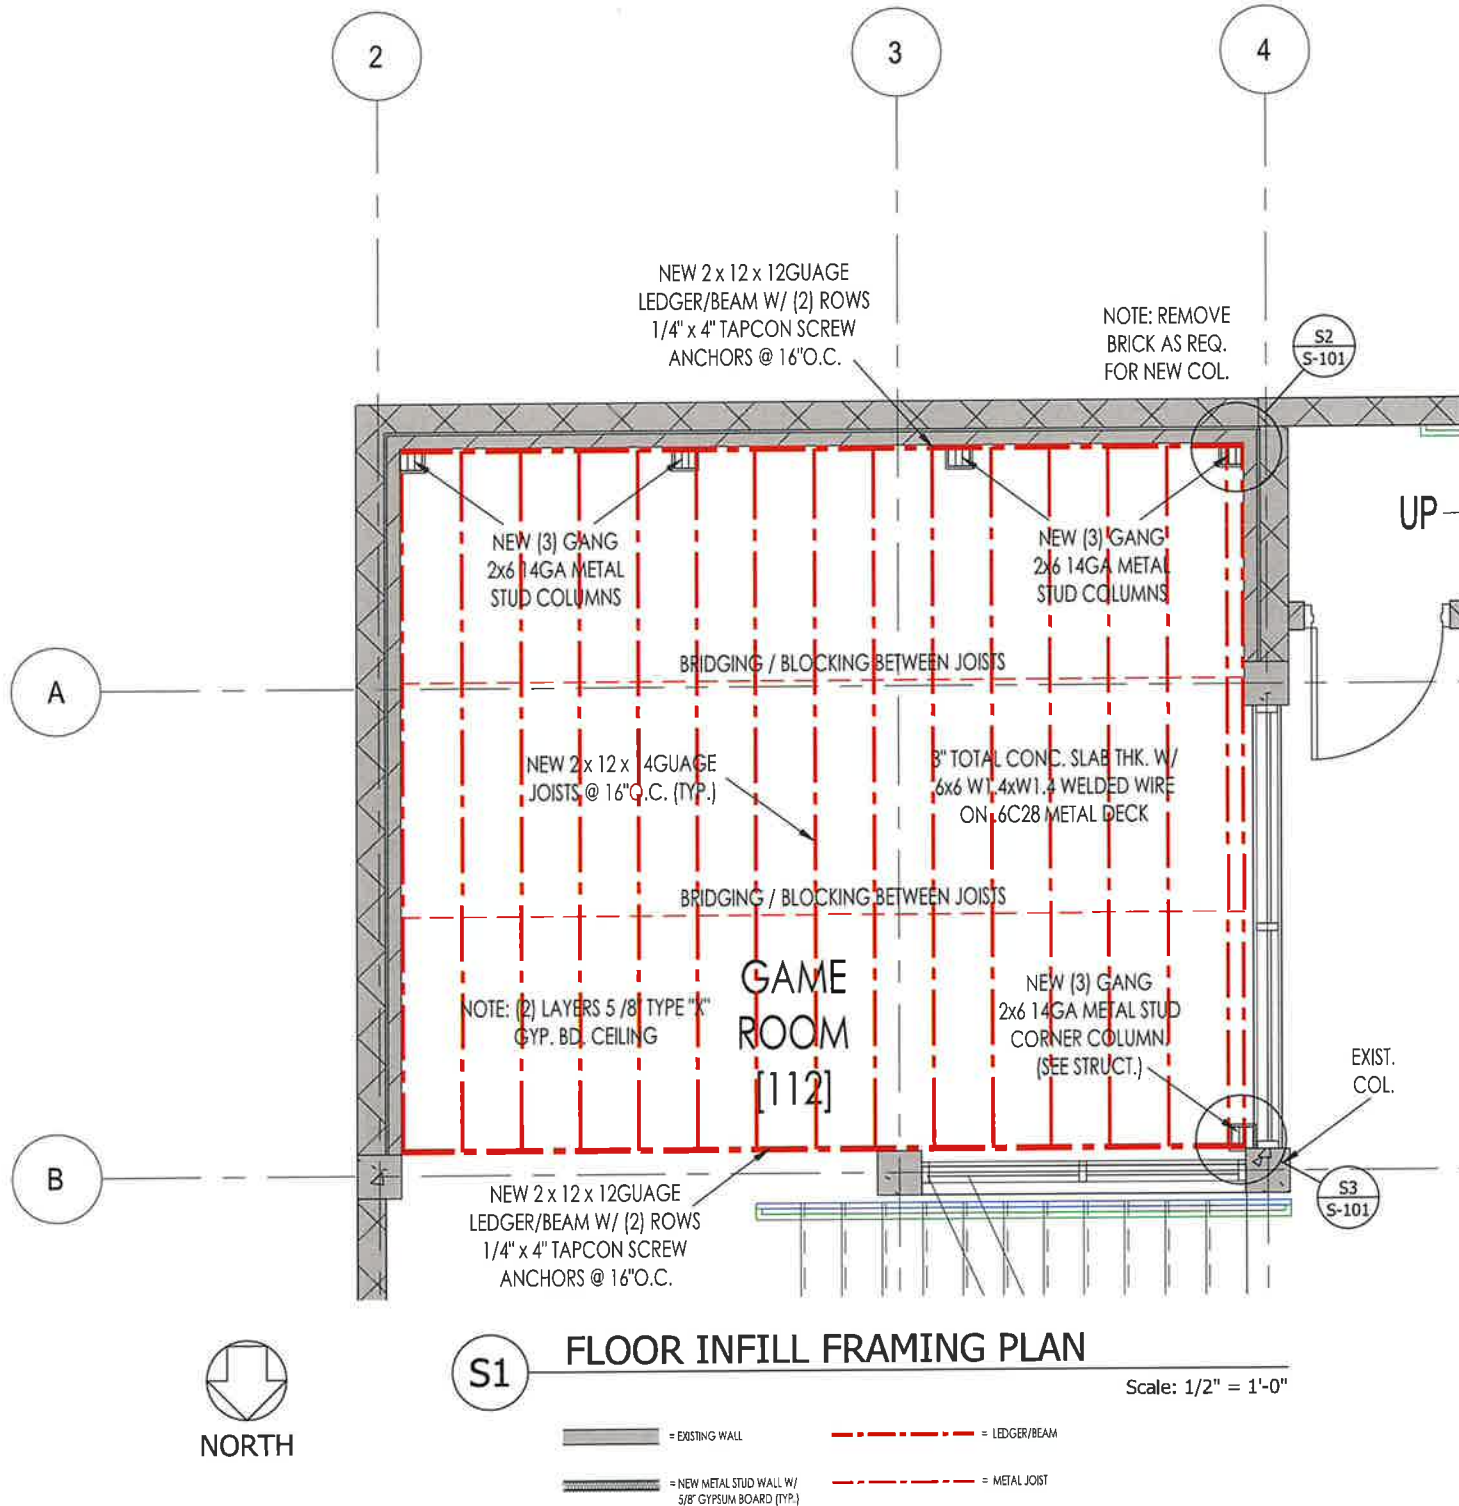 2
3
4
NEW 2 x 12 x 12GUAGE
LEDGER/BEAM W/ (2) ROWS
1/4" x 4" TAPCON SCREW
ANCHORS @ 16"O.C.
NOTE: REMOVE
BRICK AS REQ.
FOR NEW COL.
S2
S-101
UP
NEW (3) GANG
2x6 14GA METAL
STUD COLUMNS
NEW (3) GANG
2x6 14GA METAL
STUD COLUMNS
A
BRIDGING / BLOCKING BETWEEN JOISTS
NEW 2 x 12 x 14GUAGE
JOISTS @ 16"O.C. (TYP.)
3" TOTAL CONC. SLAB THK. W/
6x6 W1.4xW1.4 WELDED WIRE
ON .6C28 METAL DECK
BRIDGING / BLOCKING BETWEEN JOISTS
GAME
ROOM
[112]
NOTE: (2) LAYERS 5 /8" TYPE "X"
GYP. BD. CEILING
NEW (3) GANG
2x6 14GA METAL STUD
CORNER COLUMN
(SEE STRUCT.)
EXIST.
COL.
B
S3
S-101
NEW 2 x 12 x 12GUAGE
LEDGER/BEAM W/ (2) ROWS
1/4" x 4" TAPCON SCREW
ANCHORS @ 16"O.C.
NORTH
S1
FLOOR INFILL FRAMING PLAN
Scale: 1/2" = 1'-0"
= EXISTING WALL
= LEDGER/BEAM
= NEW METAL STUD WALL W/
5/8" GYPSUM BOARD (TYP.)
= METAL JOIST